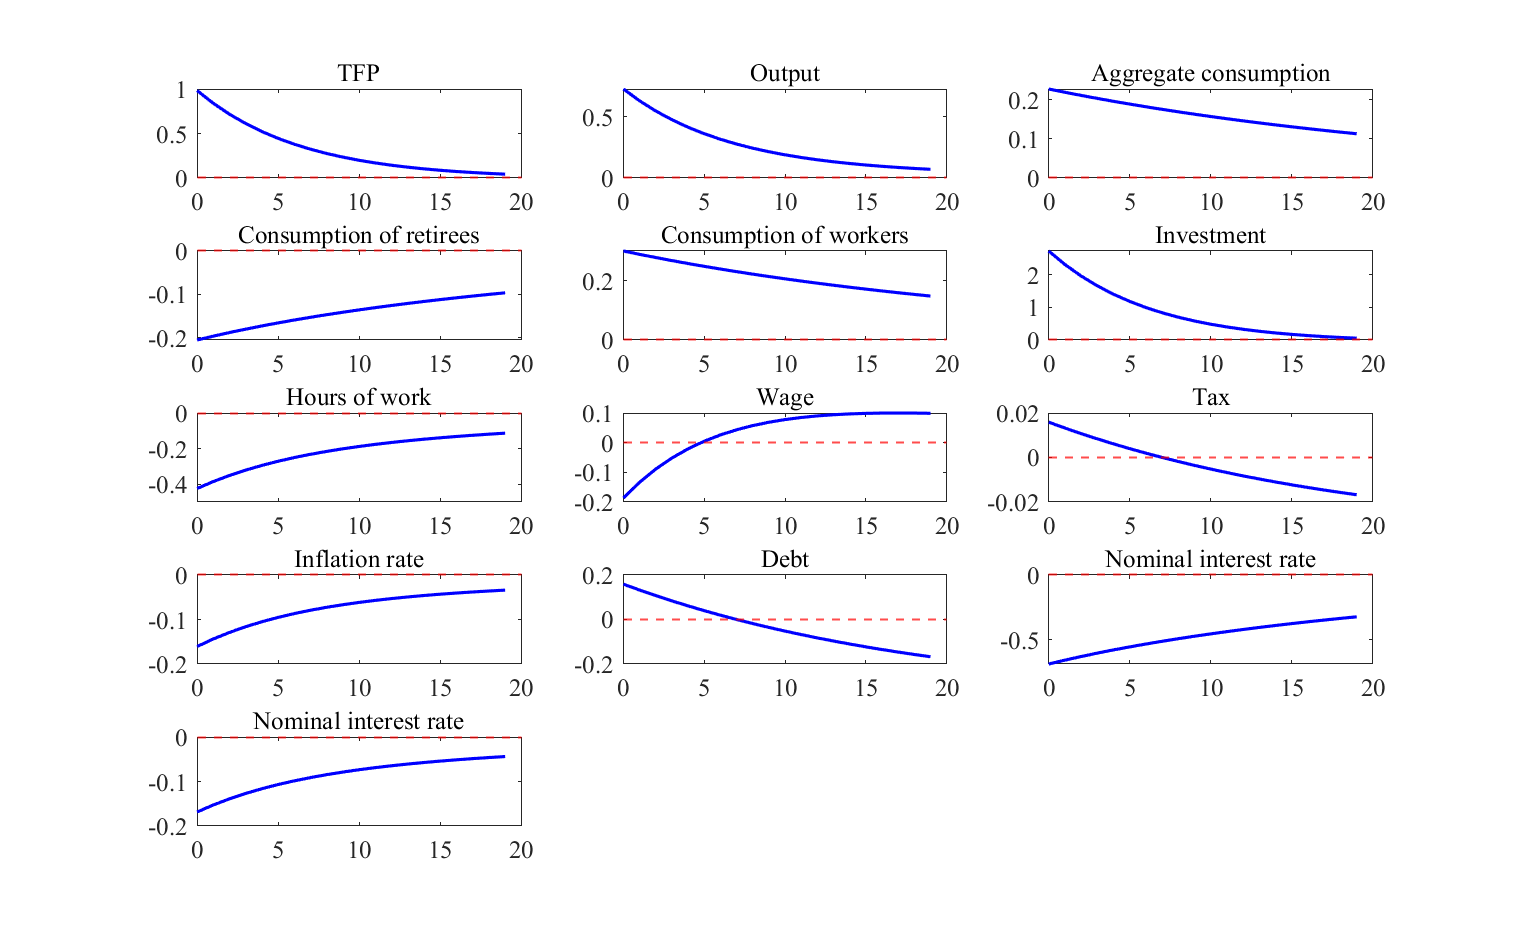 TFP
1
0.5
0
0 5 10 15 20
Output
0.5
0
0 5 10 15 20
Aggregate consumption
0.2
0.1
0
0 5 10 15 20
Consumption of retirees
0
-0.1
-0.2
0 5 10 15 20
Consumption of workers
0.2
0
0 5 10 15 20
Investment
2
1
0
0 5 10 15 20
Hours of work
0
-0.2
-0.4
0 5 10 15 20
Wage
0.1
0
-0.1
-0.2
0 5 10 15 20
Tax
0.02
0
-0.02
0 5 10 15 20
Inflation rate
0
-0.1
-0.2
0 5 10 15 20
Debt
0.2
0
-0.2
0 5 10 15 20
Nominal interest rate
0
-0.5
0 5 10 15 20
Nominal interest rate
0
-0.1
-0.2
0 5 10 15 20